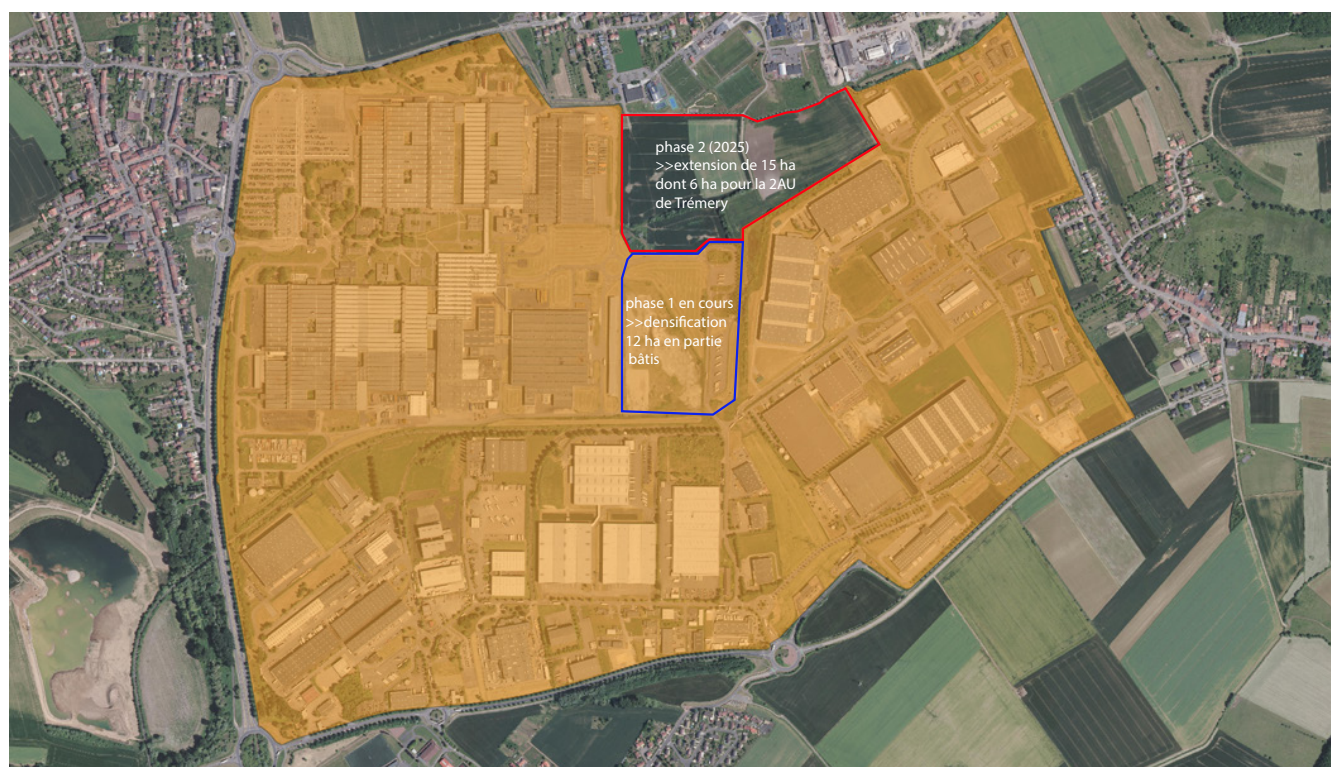 phase 2 (2025)
>>extension de 15 ha
dont 6 ha pour la 2AU
de Trémery
phase 1 en cours
>>densification
12 ha en partie
bâtis